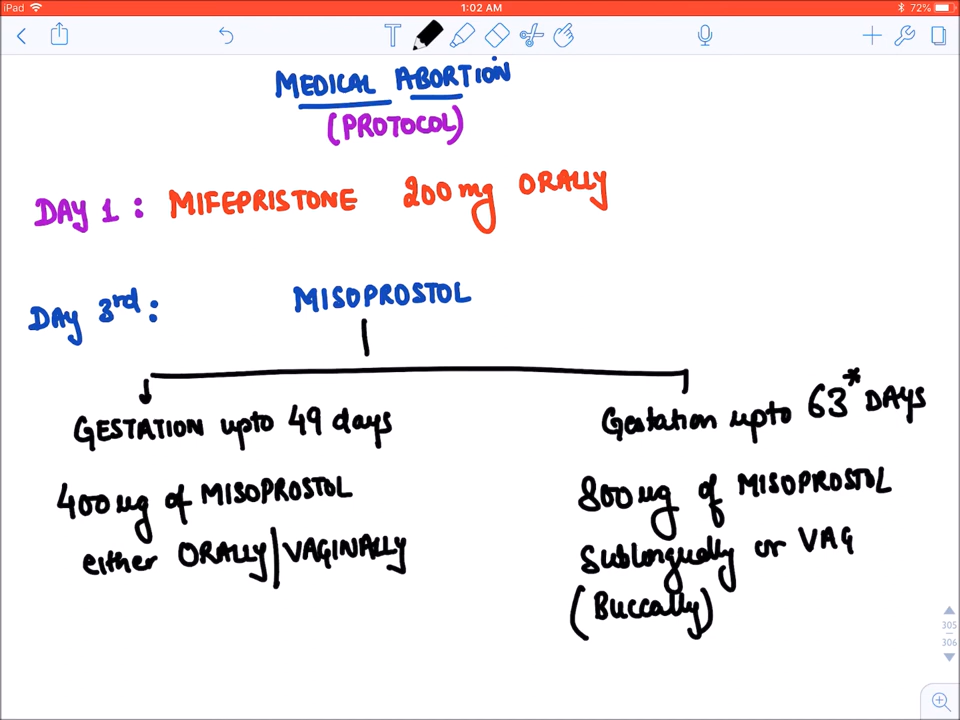 iPad 1:02 AM 72%
T
MEDICAL ABORTION
(PROTOCOL)
DAY 1 : MIFEPRISTONE 200 mg ORALLY
DAY 3rd : MISOPROSTOL
GESTATION upto 49 days
400 ug of MISOPROSTOL
either ORALLY/VAGINALLY
Gestation upto 63* DAYS
800 ug of MISOPROSTOL
Sublingually or VAG
(Buccally)
305
306